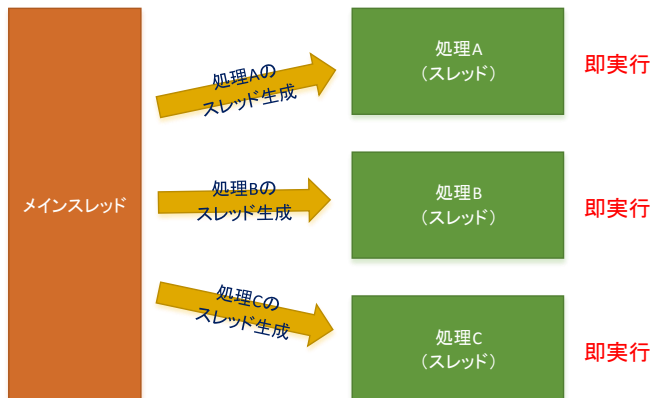 メインスレッド
処理Aの
スレッド生成
処理A
（スレッド）
即実行
処理Bの
スレッド生成
処理B
（スレッド）
即実行
処理Cの
スレッド生成
処理C
（スレッド）
即実行